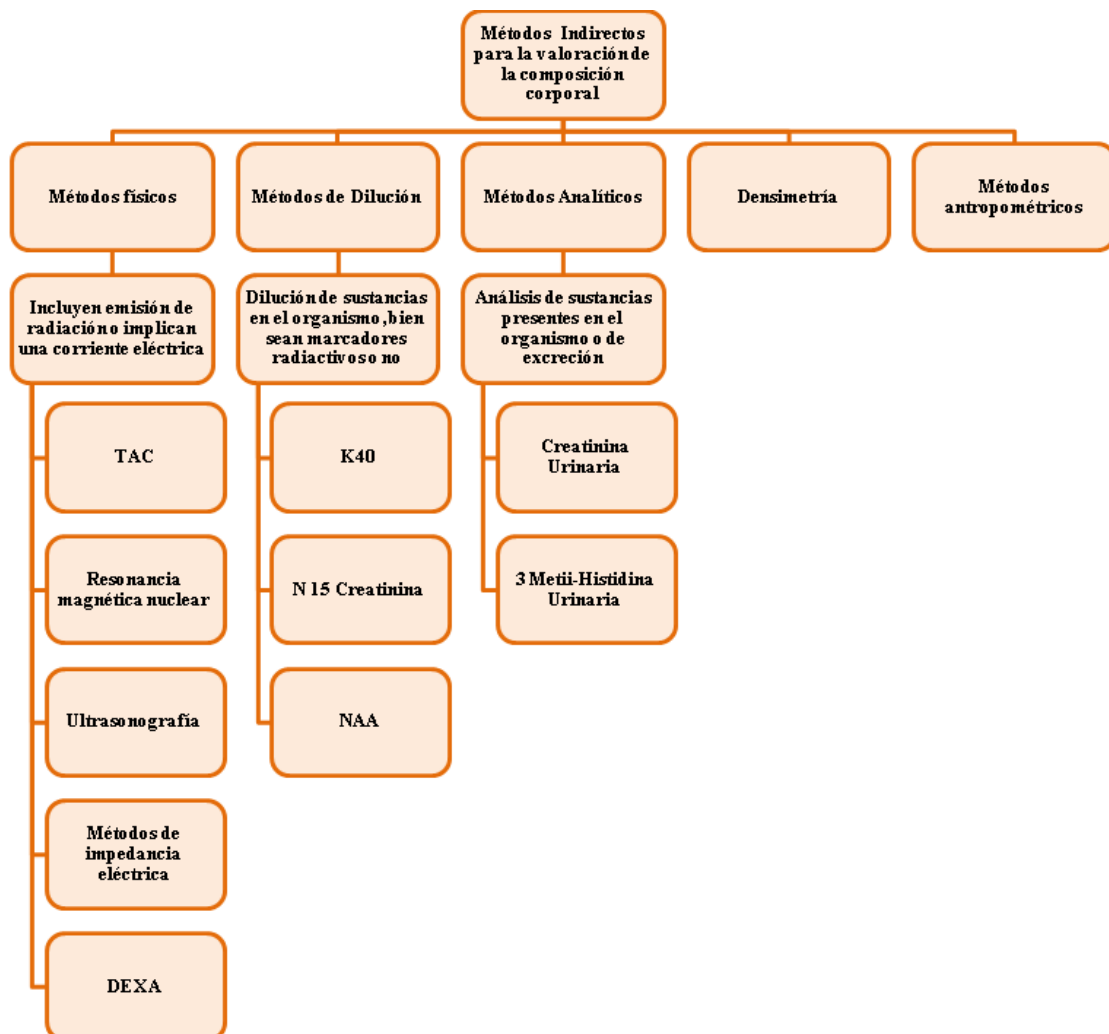 Métodos Indirectos
para la valoración de
la composición
corporal
Métodos físicos
Métodos de Dilución
Métodos Analíticos
Densimetría
Métodos
antropométricos
Incluyen emisión de
radiación o implican
una corriente eléctrica
Dilución de sustancias
en el organismo ,bien
sean marcadores
radiactivos o no
Análisis de sustancias
presentes en el
organismo o de
excreción
TAC
Resonancia
magnética nuclear
Ultrasonografía
Métodos de
impedancia
eléctrica
DEXA
K40
N 15 Creatinina
NAA
Creatinina
Urinaria
3 Metii-Histidina
Urinaria